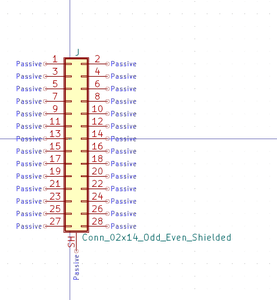 J
Passive 1 2 Passive
Passive 3 4 Passive
Passive 5 6 Passive
Passive 7 8 Passive
Passive 9 10 Passive
Passive 11 12 Passive
Passive 13 14 Passive
Passive 15 16 Passive
Passive 17 18 Passive
Passive 19 20 Passive
Passive 21 22 Passive
Passive 23 24 Passive
Passive 25 26 Passive
Passive 27 28 Passive
Conn_02x14_Odd_Even_Shielded
SH
Passive